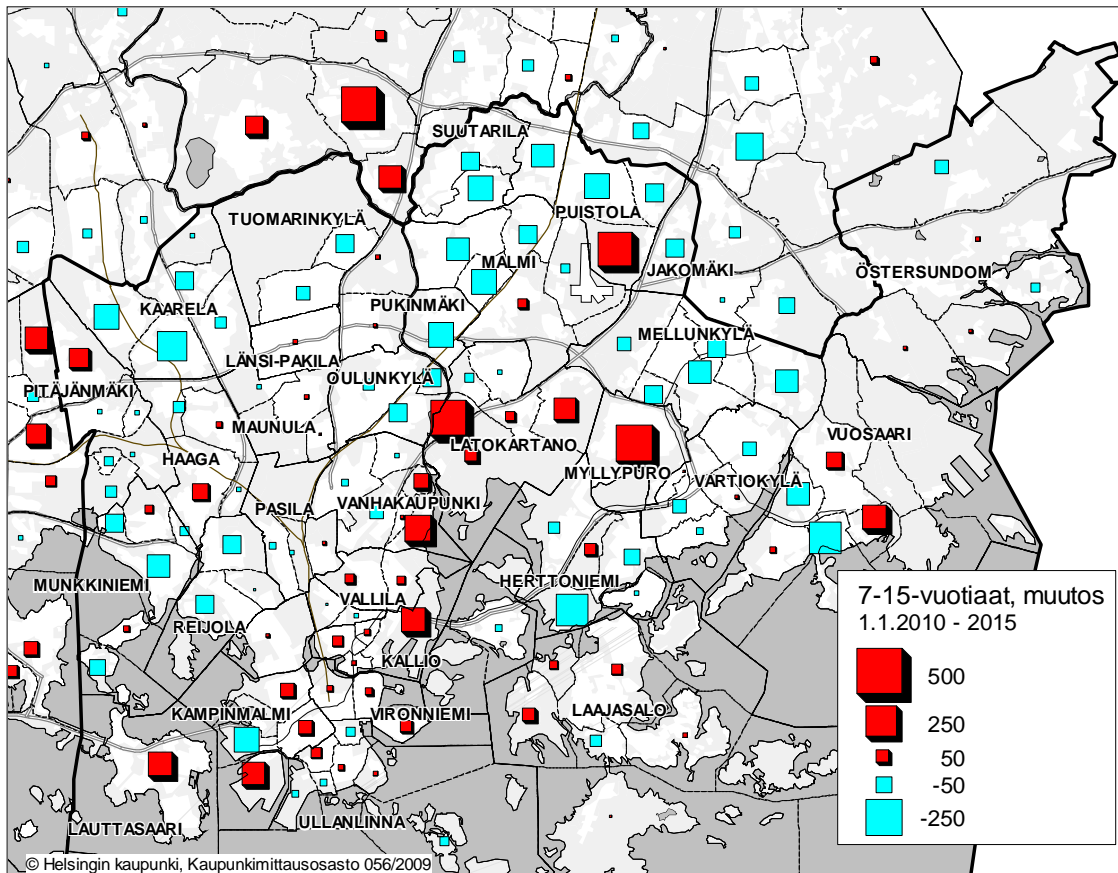 SUUTARILA
TUOMARINKYLÄ
PUISTOLA
MALMI
JAKOMÄKI
ÖSTERSUNDOM
KAARELA
PUKINMÄKI
MELLUNKYLÄ
LÄNSI-PAKILA
OULUNKYLÄ
PITÄJÄNMÄKI
MAUNULA
LATOKARTANO
VUOSAARI
HAAGA
MYLLYPURO
VARTIOKYLÄ
PASILA
VANHAKAUPUNKI
MUNKKINIEMI
VALLILA
HERTTONIEMI
REIJOLA
KALLIO
KAMPINMALMI
VIRONNIEMI
LAAJASALO
LAUTTASAARI
ULLANLINNA
7-15-vuotiaat, muutos
1.1.2010 - 2015
500
250
50
-50
-250
© Helsingin kaupunki, Kaupunkimittausosasto 056/2009